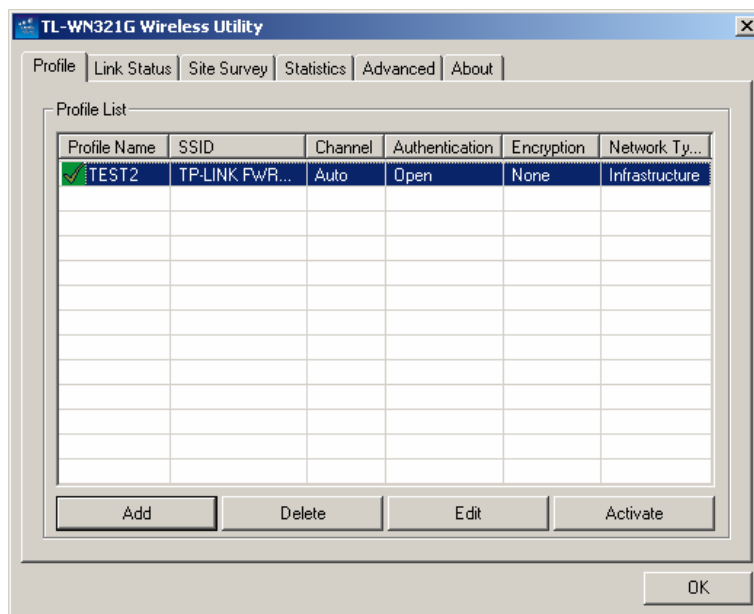 TL-WN321G Wireless Utility
Profile Link Status Site Survey Statistics Advanced About
Profile List
Profile Name SSID Channel Authentication Encryption Network Ty...
TEST2 TP-LINK FWR... Auto Open None Infrastructure
Add Delete Edit Activate
OK